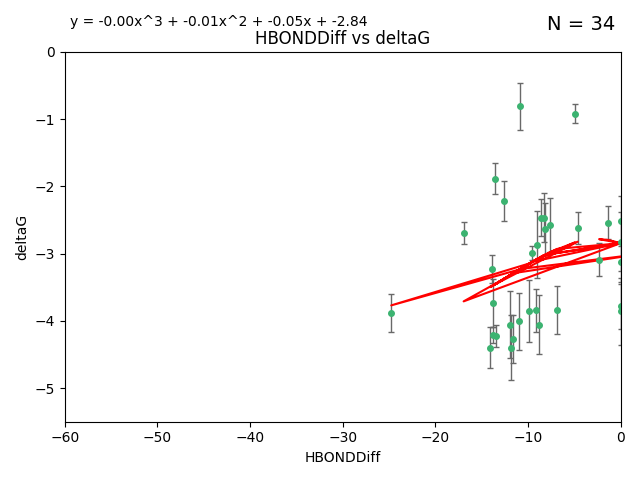 y = -0.00x^3 + -0.01x^2 + -0.05x + -2.84
N = 34
HBONDDiff vs deltaG
0
−1
−2
−3
−4
−5
deltaG
−60 −50 −40 −30 −20 −10 0
HBONDDiff